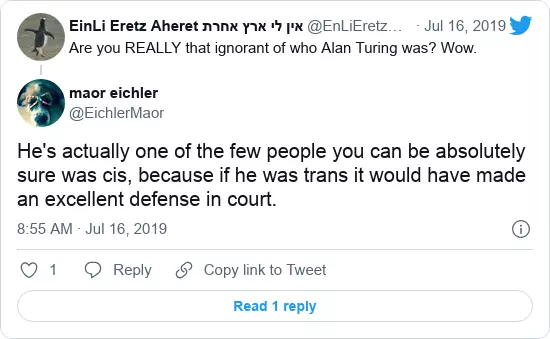 EinLi Eretz Aheret אין לי ארץ אחרת @EnLiEretz... · Jul 16, 2019
Are you REALLY that ignorant of who Alan Turing was? Wow.
maor eichler
@EichlerMaor
He's actually one of the few people you can be absolutely
sure was cis, because if he was trans it would have made
an excellent defense in court.
8:55 AM · Jul 16, 2019
1 Reply Copy link to Tweet
Read 1 reply